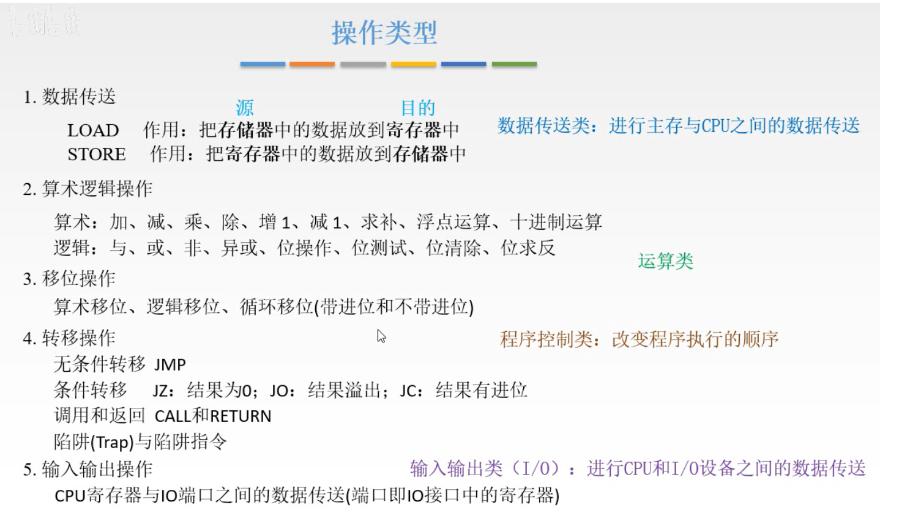 操作类型
1. 数据传送
源 目的
LOAD 作用：把存储器中的数据放到寄存器中
数据传送类：进行主存与CPU之间的数据传送
STORE 作用：把寄存器中的数据放到存储器中
2. 算术逻辑操作
算术：加、减、乘、除、增 1、减 1、求补、浮点运算、十进制运算
逻辑：与、或、非、异或、位操作、位测试、位清除、位求反
运算类
3. 移位操作
算术移位、逻辑移位、循环移位(带进位和不带进位)
4. 转移操作
程序控制类：改变程序执行的顺序
无条件转移 JMP
条件转移 JZ：结果为0；JO：结果溢出；JC：结果有进位
调用和返回 CALL和RETURN
陷阱(Trap)与陷阱指令
5. 输入输出操作
输入输出类（I/O）：进行CPU和I/O设备之间的数据传送
CPU寄存器与IO端口之间的数据传送(端口即IO接口中的寄存器)